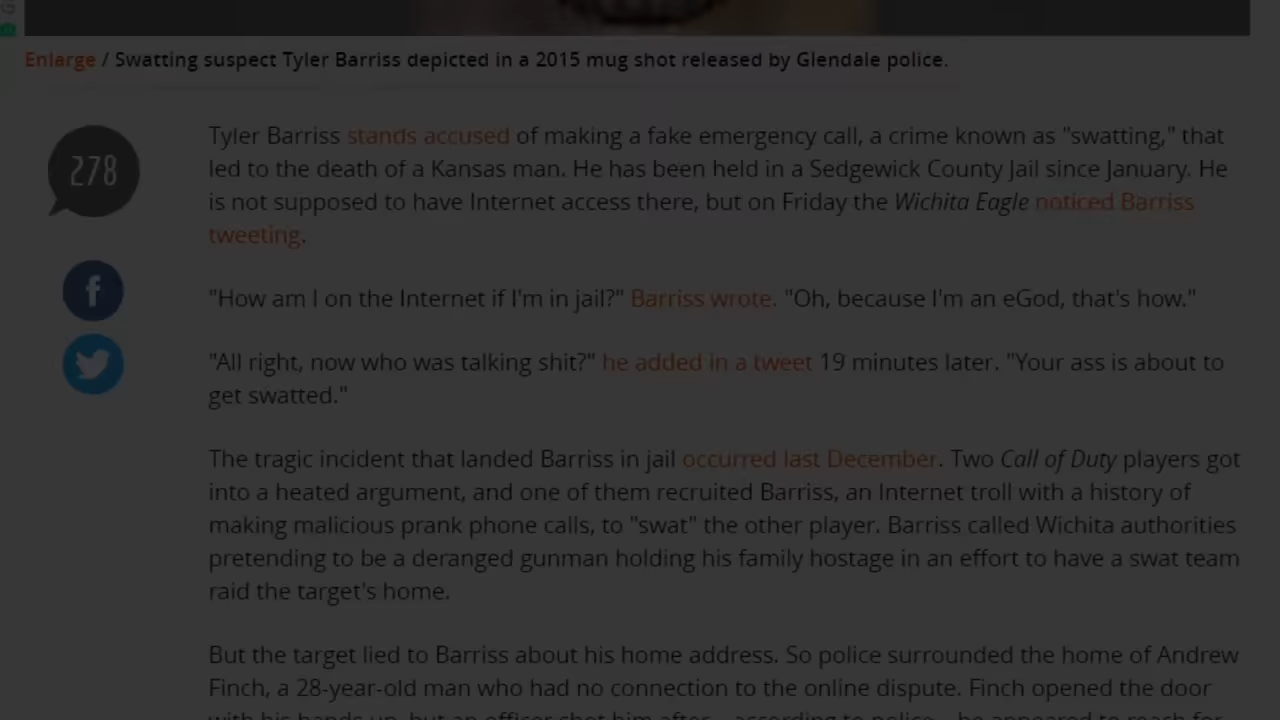 Enlarge / Swatting suspect Tyler Barriss depicted in a 2015 mug shot released by Glendale police.
278
Tyler Barriss stands accused of making a fake emergency call, a crime known as "swatting," that
led to the death of a Kansas man. He has been held in a Sedgewick County Jail since January. He
is not supposed to have Internet access there, but on Friday the Wichita Eagle noticed Barriss
tweeting.
"How am I on the Internet if I'm in jail?" Barriss wrote. "Oh, because I'm an eGod, that's how."
"All right, now who was talking shit?" he added in a tweet 19 minutes later. "Your ass is about to
get swatted."
The tragic incident that landed Barriss in jail occurred last December. Two Call of Duty players got
into a heated argument, and one of them recruited Barriss, an Internet troll with a history of
making malicious prank phone calls, to "swat" the other player. Barriss called Wichita authorities
pretending to be a deranged gunman holding his family hostage in an effort to have a swat team
raid the target's home.
But the target lied to Barriss about his home address. So police surrounded the home of Andrew
Finch, a 28-year-old man who had no connection to the online dispute. Finch opened the door